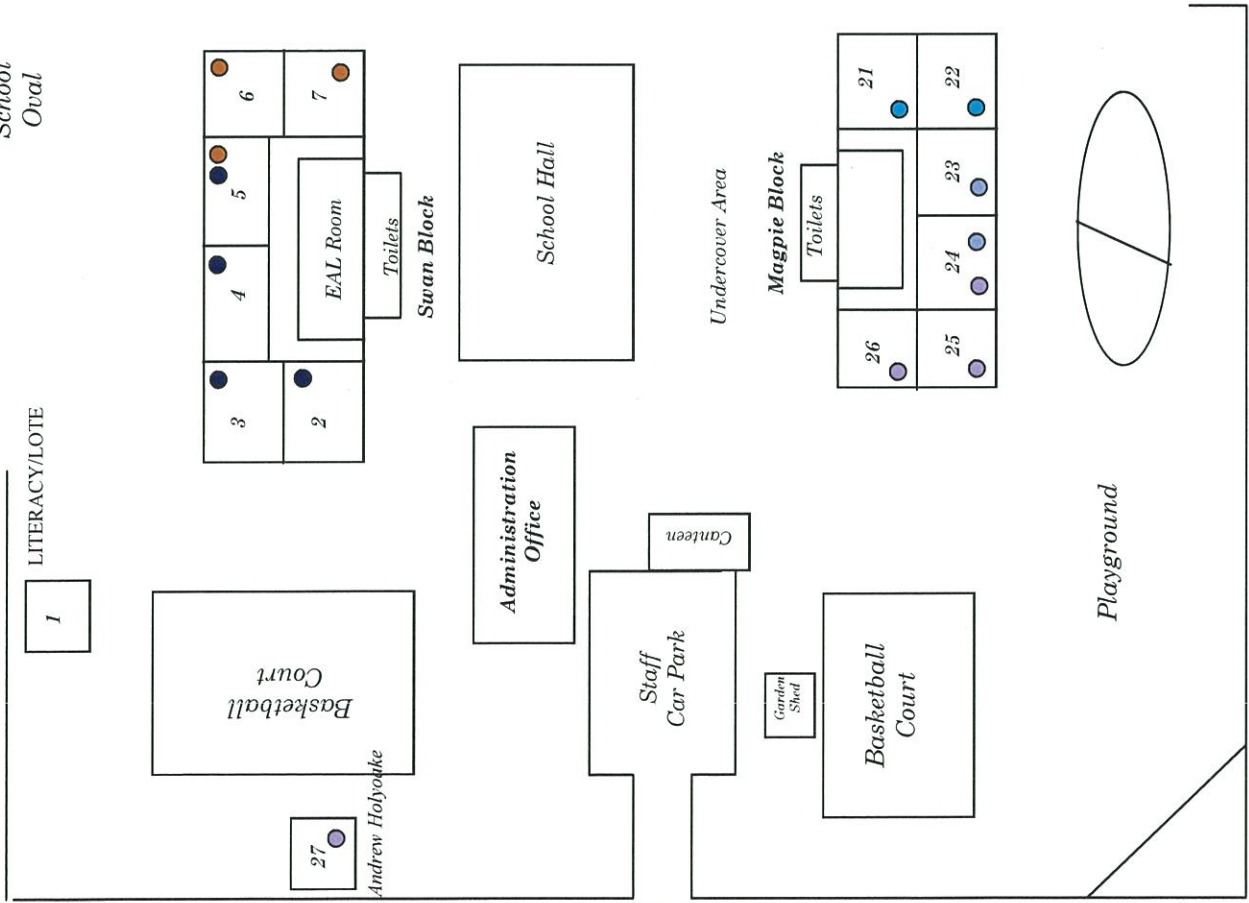 School
Oval
LITERACY/LOTE
1
6
7
5
4
3
2
EAL Room
Toilets
Swan Block
School Hall
Undercover Area
Magpie Block
Toilets
21
22
23
24
25
26
Administration
Office
Canteen
Basketball
Court
Staff
Car Park
Garden
Shed
Basketball
Court
Playground
27
Andrew Holyoake